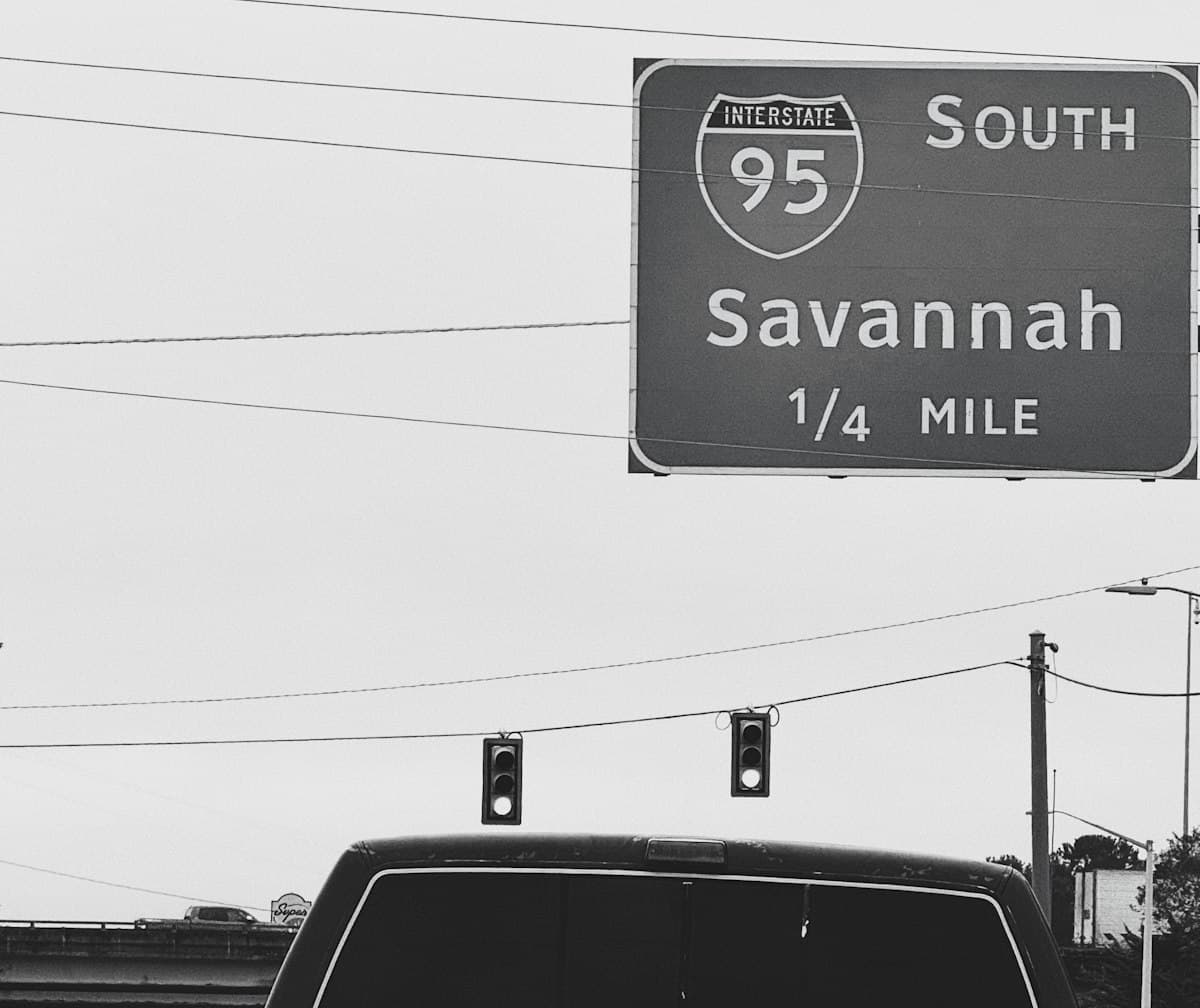 INTERSTATE
95
SOUTH
Savannah
1/4 MILE